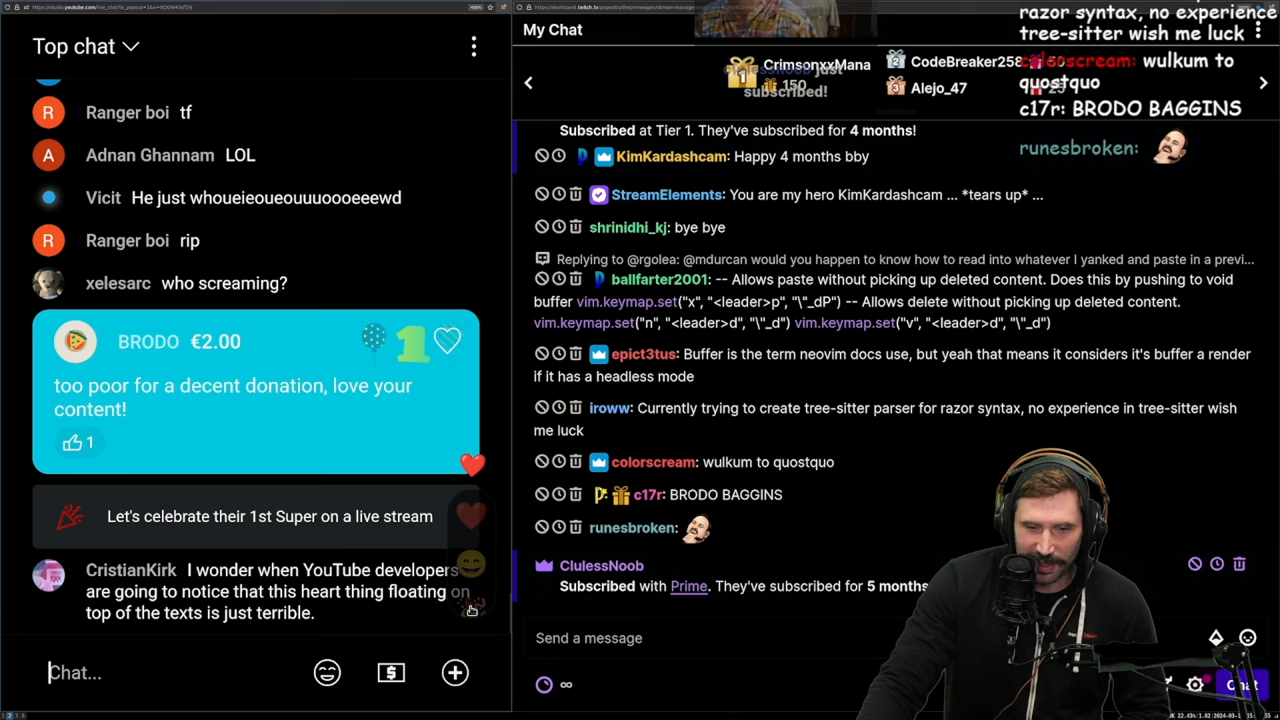 Top chat
Ranger boi tf
Adnan Ghannam LOL
Vicit He just whoueieoueouuuoooeeewd
Ranger boi rip
xelesarc who screaming?
BRODO €2.00
too poor for a decent donation, love your
content!
1
Let's celebrate their 1st Super on a live stream
CristianKirk I wonder when YouTube developers
are going to notice that this heart thing floating on
top of the texts is just terrible.
Chat...
My Chat
1 CrimsonxxMana
150
2 CodeBreaker258
3 Alejo_47
just
subscribed!
Subscribed at Tier 1. They've subscribed for 4 months!
KimKardashcam: Happy 4 months bby
StreamElements: You are my hero KimKardashcam ... *tears up* ...
shrinidhi_kj: bye bye
Replying to @rgolea: @mdurcan would you happen to know how to read into whatever I yanked and paste in a previ...
ballfarter2001: -- Allows paste without picking up deleted content. Does this by pushing to void
buffer vim.keymap.set("x", "<leader>p", "\"_dP") -- Allows delete without picking up deleted content.
vim.keymap.set("n", "<leader>d", "\"_d") vim.keymap.set("v", "<leader>d", "\"_d")
epict3tus: Buffer is the term neovim docs use, but yeah that means it considers it's buffer a render
if it has a headless mode
iroww: Currently trying to create tree-sitter parser for razor syntax, no experience in tree-sitter wish
me luck
colorscream: wulkum to quostquo
c17r: BRODO BAGGINS
runesbroken:
ClulessNoob
Subscribed with Prime. They've subscribed for 5 months
Send a message
Chat
razor syntax, no experience
tree-sitter wish me luck
colorscream: wulkum to
quostquo
c17r: BRODO BAGGINS
runesbroken: